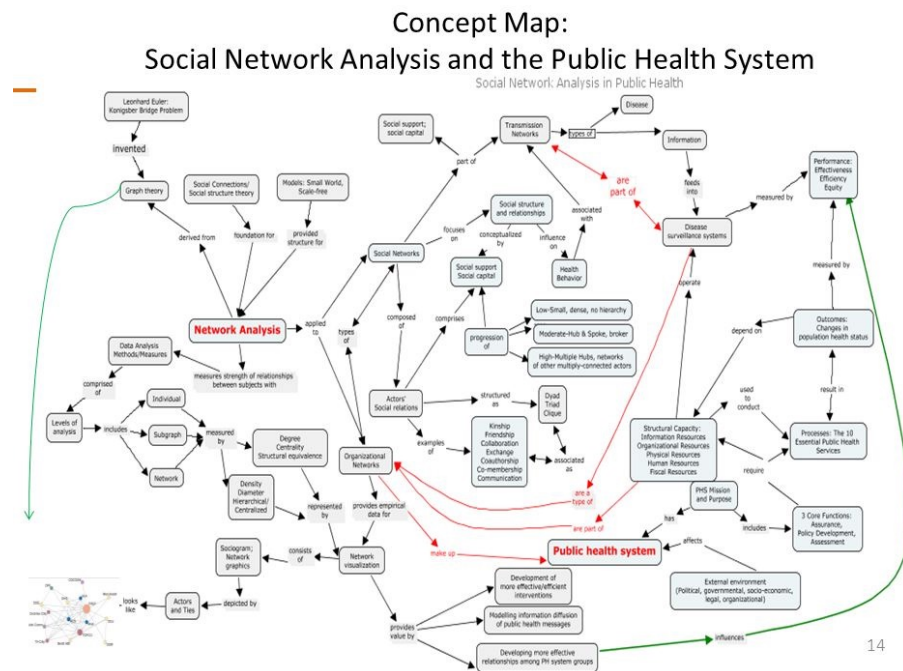 Concept Map:
Social Network Analysis and the Public Health System
Social Network Analysis in Public Health
Leonhard Euler:
Konigsber Bridge Problem
invented
Graph theory
Social Connections/
Social structure theory
Models: Small World,
Scale-free
derived from
foundation for
provided
structure for
Network Analysis
applied
to
measures strength of relationships
between subjects with
Data Analysis
Methods/Measures
comprised
of
Levels of
analysis
includes
Individual
Subgraph
Network
measured
by
Degree
Centrality
Structural equivalence
Density
Diameter
Hierarchical/
Centralized
represented
by
Social support;
social capital
part of
Transmission
Networks
types of
Disease
Information
feeds
into
are
part of
Disease
surveillance systems
measured by
Performance:
Effectiveness
Efficiency
Equity
Social Networks
focuses
on
Social structure
and relationships
conceptualized
by
influence
on
associated
with
Health
Behavior
Social support
Social capital
types
of
composed
of
comprises
progression
of
Low-Small, dense, no hierarchy
Moderate-Hub & Spoke, broker
High-Multiple Hubs, networks
of other multiply-connected actors
operate
measured
by
Outcomes:
Changes in
population health status
depend on
result in
Actors'
Social relations
structured
as
Dyad
Triad
Clique
examples
of
Kinship
Friendship
Collaboration
Exchange
Coauthorship
Co-membership
Communication
associated
as
Structural Capacity:
Information Resources
Organizational Resources
Physical Resources
Human Resources
Fiscal Resources
used
to
conduct
Processes: The 10
Essential Public Health
Services
require
Organizational
Networks
provides empirical
data for
are a
type of
are part of
PHS Mission
and Purpose
has
includes
3 Core Functions:
Assurance,
Policy Development,
Assessment
make up
Public health system
affects
External environment
(Political, governmental, socio-economic,
legal, organizational)
Network
visualization
consists
of
Sociogram;
Network
graphics
depicted by
Actors
and Ties
looks
like
provides
value by
Development of
more effective/efficient
interventions
Modelling information diffusion
of public health messages
Developing more effective
relationships among PH system groups
influences
14